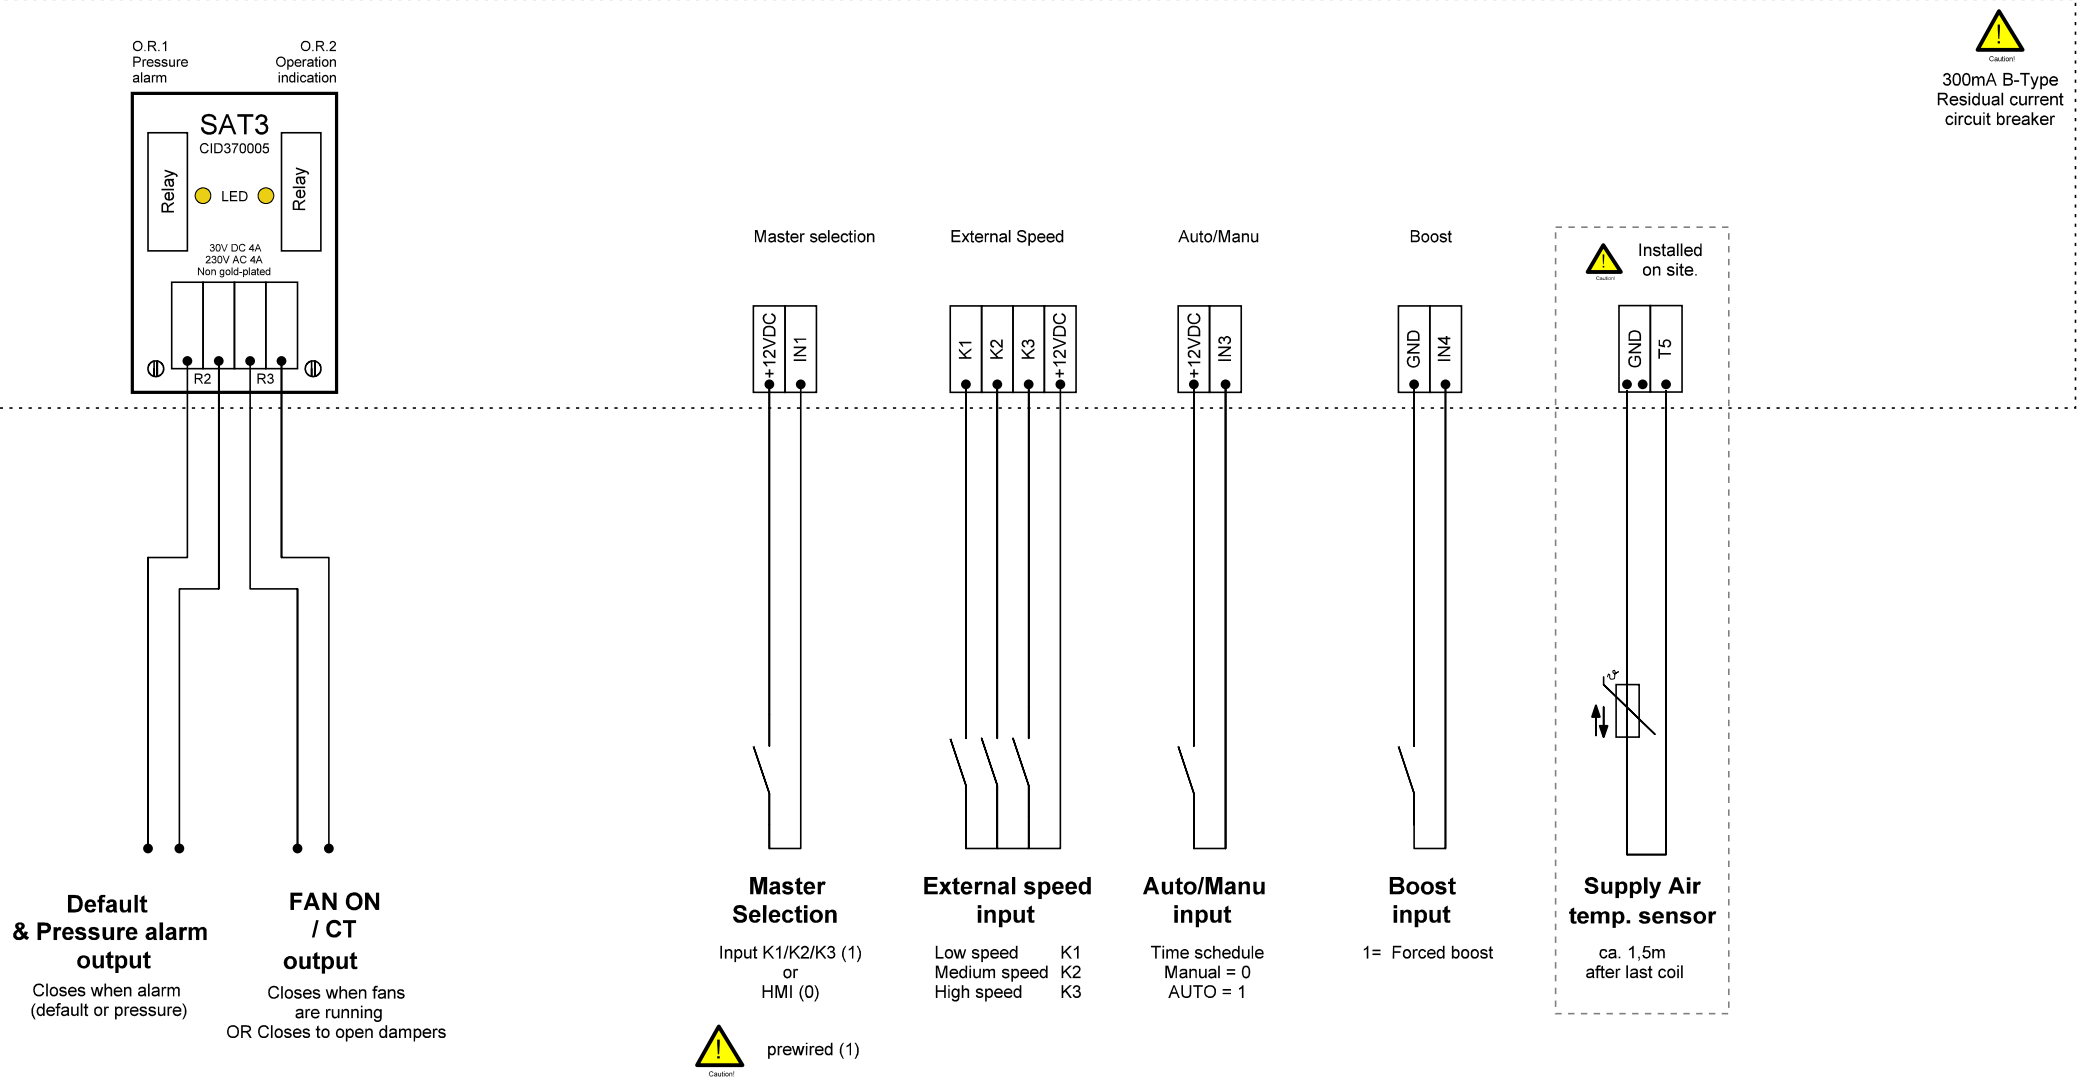 O.R.1
Pressure
alarm
O.R.2
Operation
indication
SAT3
CID370005
Relay
LED
Relay
30V DC 4A
230V AC 4A
Non gold-plated
R2
R3
Caution!
300mA B-Type
Residual current
circuit breaker
Master selection
+12VDC
IN1
External Speed
K1
K2
K3
+12VDC
Auto/Manu
+12VDC
IN3
Boost
GND
IN4
Caution!
Installed
on site.
GND
T5
ϑ
Default
& Pressure alarm
output
Closes when alarm
(default or pressure)
FAN ON
/ CT
output
Closes when fans
are running
OR Closes to open dampers
Master
Selection
Input K1/K2/K3 (1)
or
HMI (0)
Caution!
prewired (1)
External speed
input
Low speed K1
Medium speed K2
High speed K3
Auto/Manu
input
Time schedule
Manual = 0
AUTO = 1
Boost
input
1= Forced boost
Supply Air
temp. sensor
ca. 1,5m
after last coil